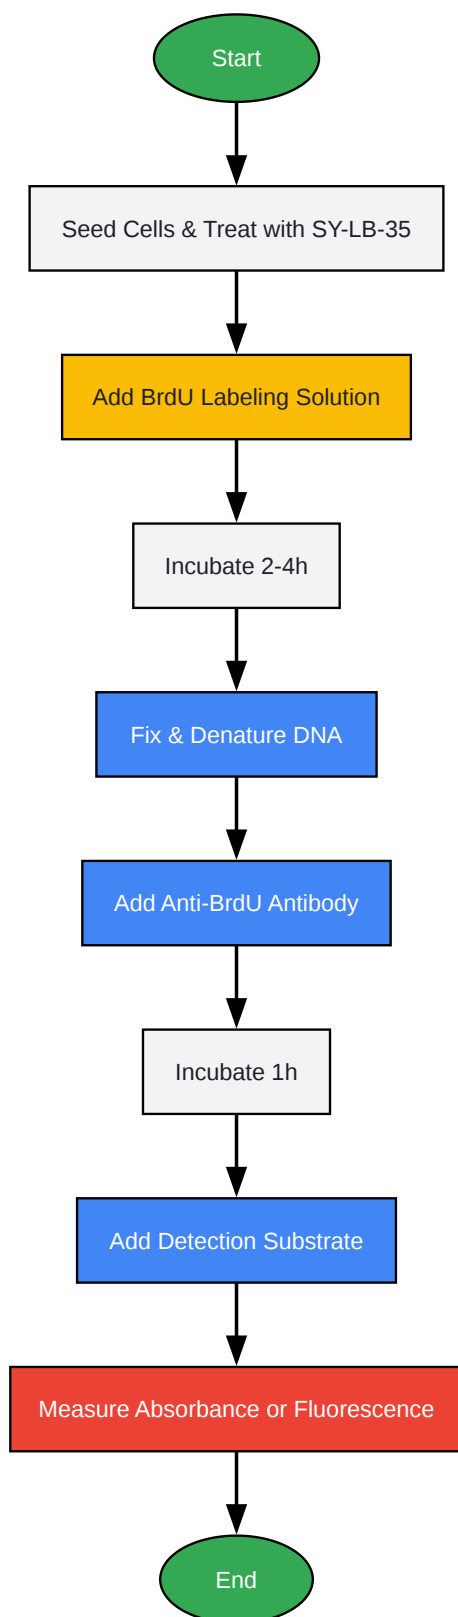 Start
Seed Cells & Treat with SY-LB-35
Add BrdU Labeling Solution
Incubate 2-4h
Fix & Denature DNA
Add Anti-BrdU Antibody
Incubate 1h
Add Detection Substrate
Measure Absorbance or Fluorescence
End